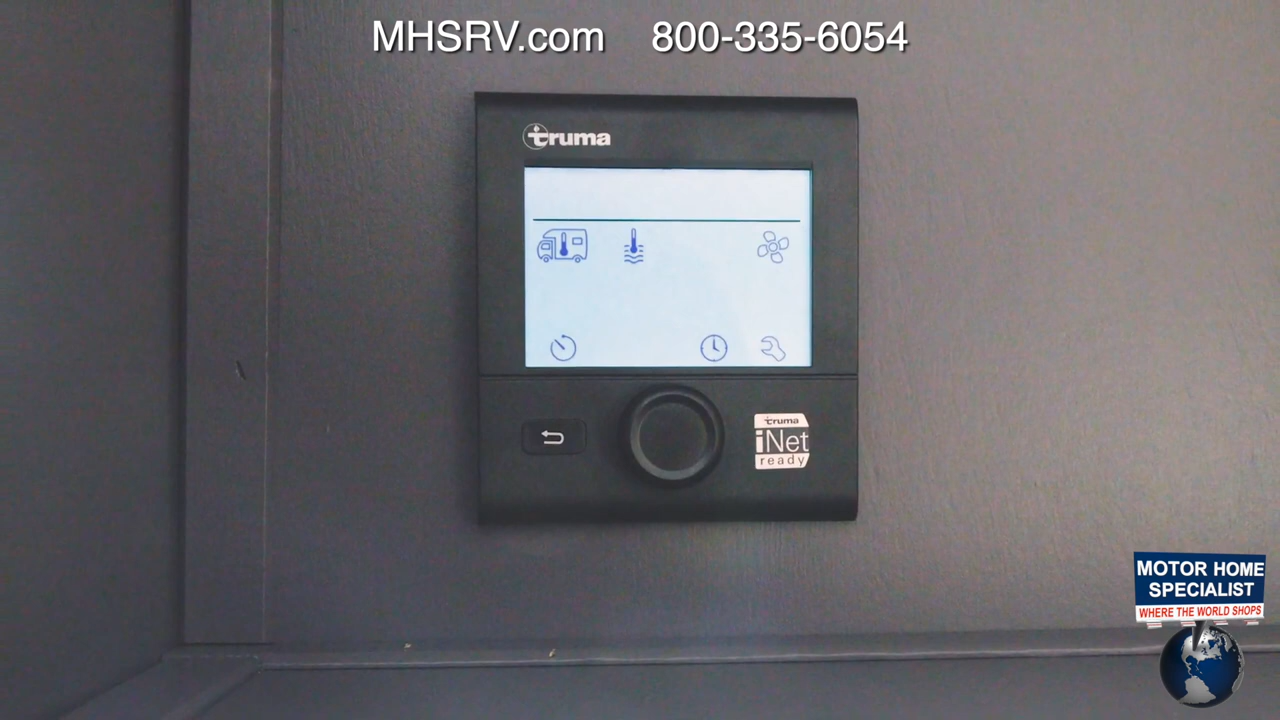 MHSRV.com 800-335-6054
truma
truma
iNet
ready
MOTOR HOME
SPECIALIST
WHERE THE WORLD SHOPS